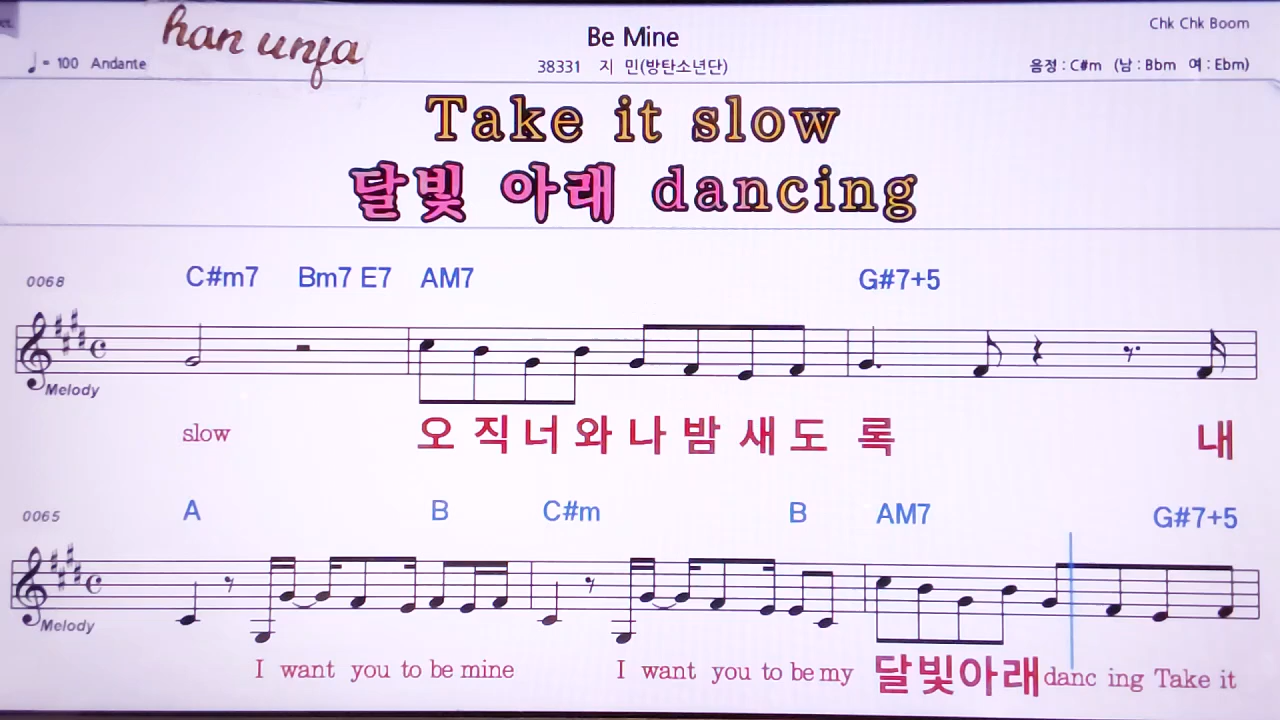 han unfa
Be Mine
Chk Chk Boom
♩ = 100 Andante
38331 지 민(방탄소년단)
음정 : C#m (남 : Bbm 여 : Ebm)
Take it slow
달빛 아래 dancing
0068 C#m7 Bm7 E7 AM7 G#7+5
Melody
slow 오 직 너 와 나 밤 새 도 록 내
0065 A B C#m B AM7 G#7+5
Melody
I want you to be mine I want you to be my 달빛아래 danc ing Take it